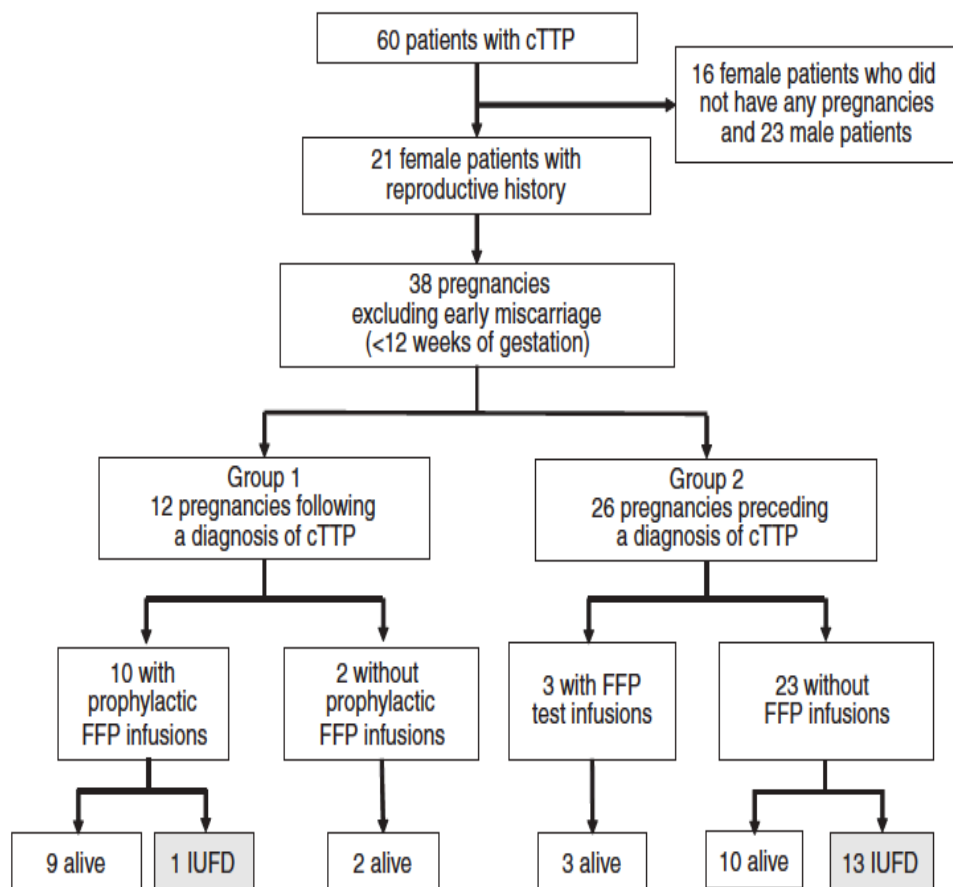 60 patients with cTTP
16 female patients who did
not have any pregnancies
and 23 male patients
21 female patients with
reproductive history
38 pregnancies
excluding early miscarriage
(<12 weeks of gestation)
Group 1
12 pregnancies following
a diagnosis of cTTP
Group 2
26 pregnancies preceding
a diagnosis of cTTP
10 with
prophylactic
FFP infusions
2 without
prophylactic
FFP infusions
3 with FFP
test infusions
23 without
FFP infusions
9 alive
1 IUFD
2 alive
3 alive
10 alive
13 IUFD